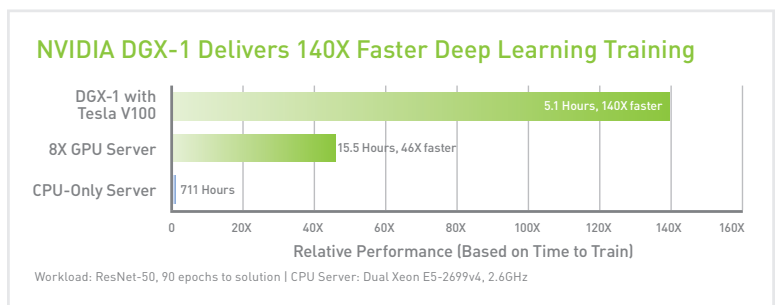 NVIDIA DGX-1 Delivers 140X Faster Deep Learning Training
DGX-1 with
Tesla V100
5.1 Hours, 140X faster
8X GPU Server
15.5 Hours, 46X faster
CPU-Only Server
711 Hours
0 20X 40X 60X 80X 100X 120X 140X 160X
Relative Performance (Based on Time to Train)
Workload: ResNet-50, 90 epochs to solution | CPU Server: Dual Xeon E5-2699v4, 2.6GHz